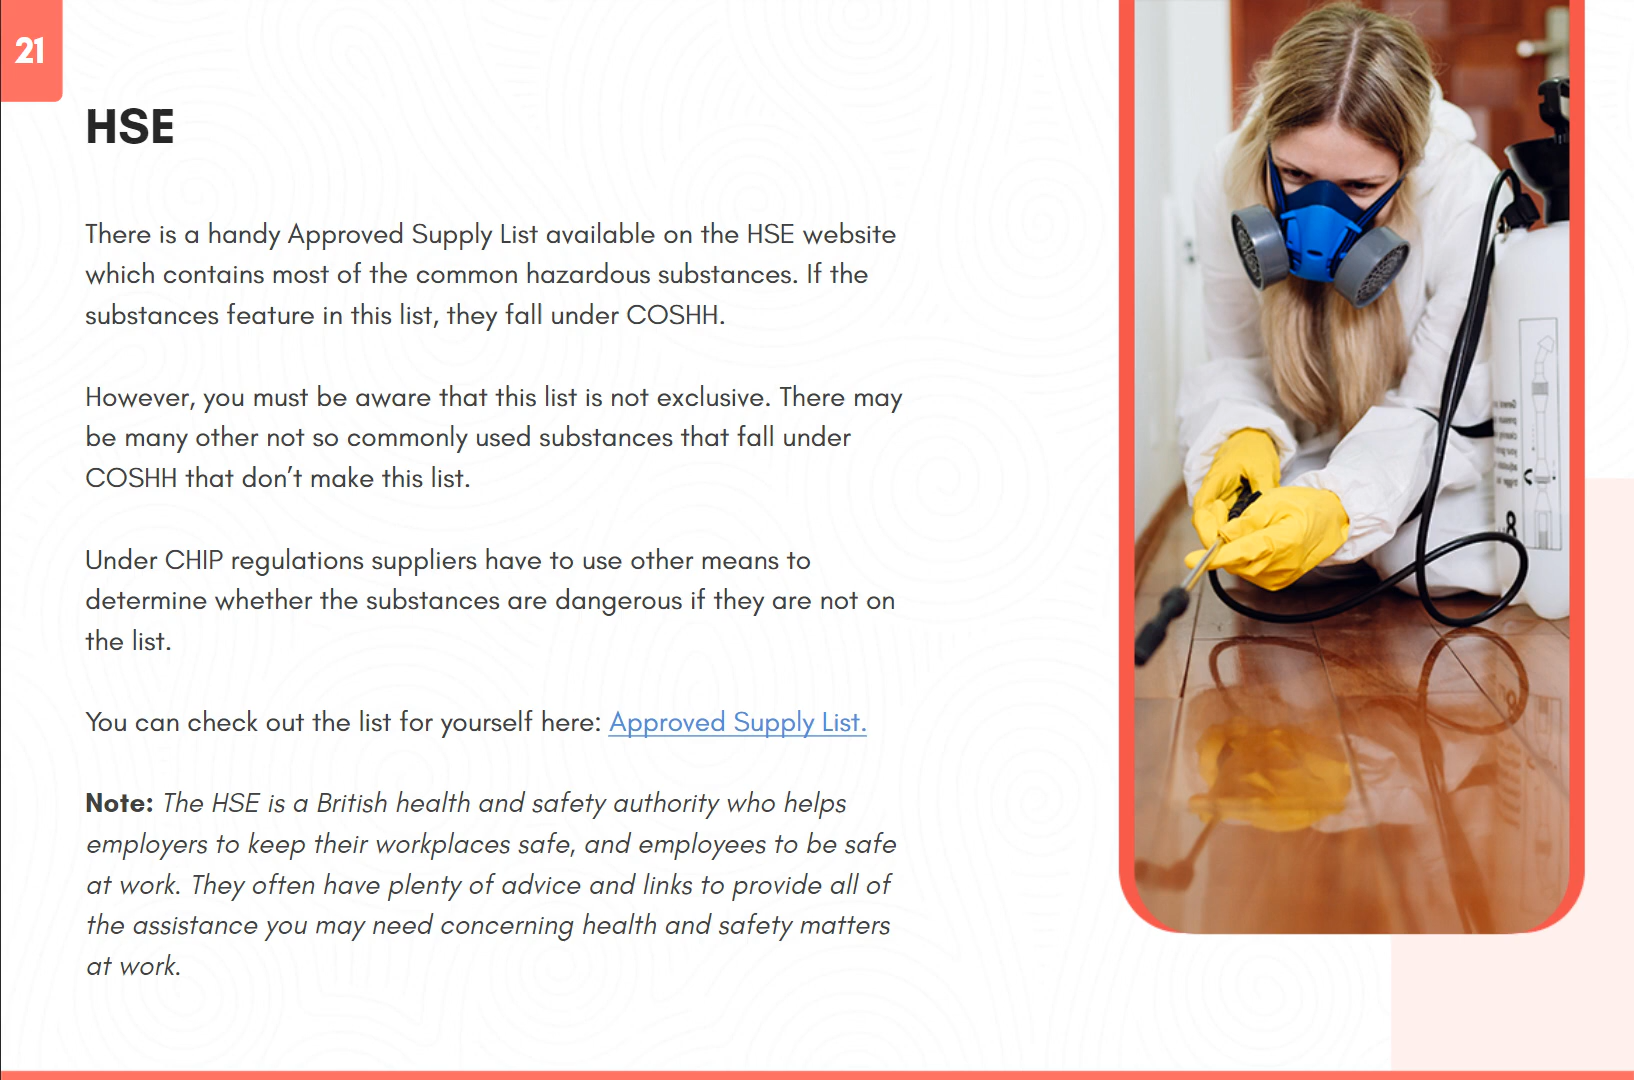 21
HSE
There is a handy Approved Supply List available on the HSE website
which contains most of the common hazardous substances. If the
substances feature in this list, they fall under COSHH.
However, you must be aware that this list is not exclusive. There may
be many other not so commonly used substances that fall under
COSHH that don’t make this list.
Under CHIP regulations suppliers have to use other means to
determine whether the substances are dangerous if they are not on
the list.
You can check out the list for yourself here: Approved Supply List.
Note: The HSE is a British health and safety authority who helps
employers to keep their workplaces safe, and employees to be safe
at work. They often have plenty of advice and links to provide all of
the assistance you may need concerning health and safety matters
at work.
8